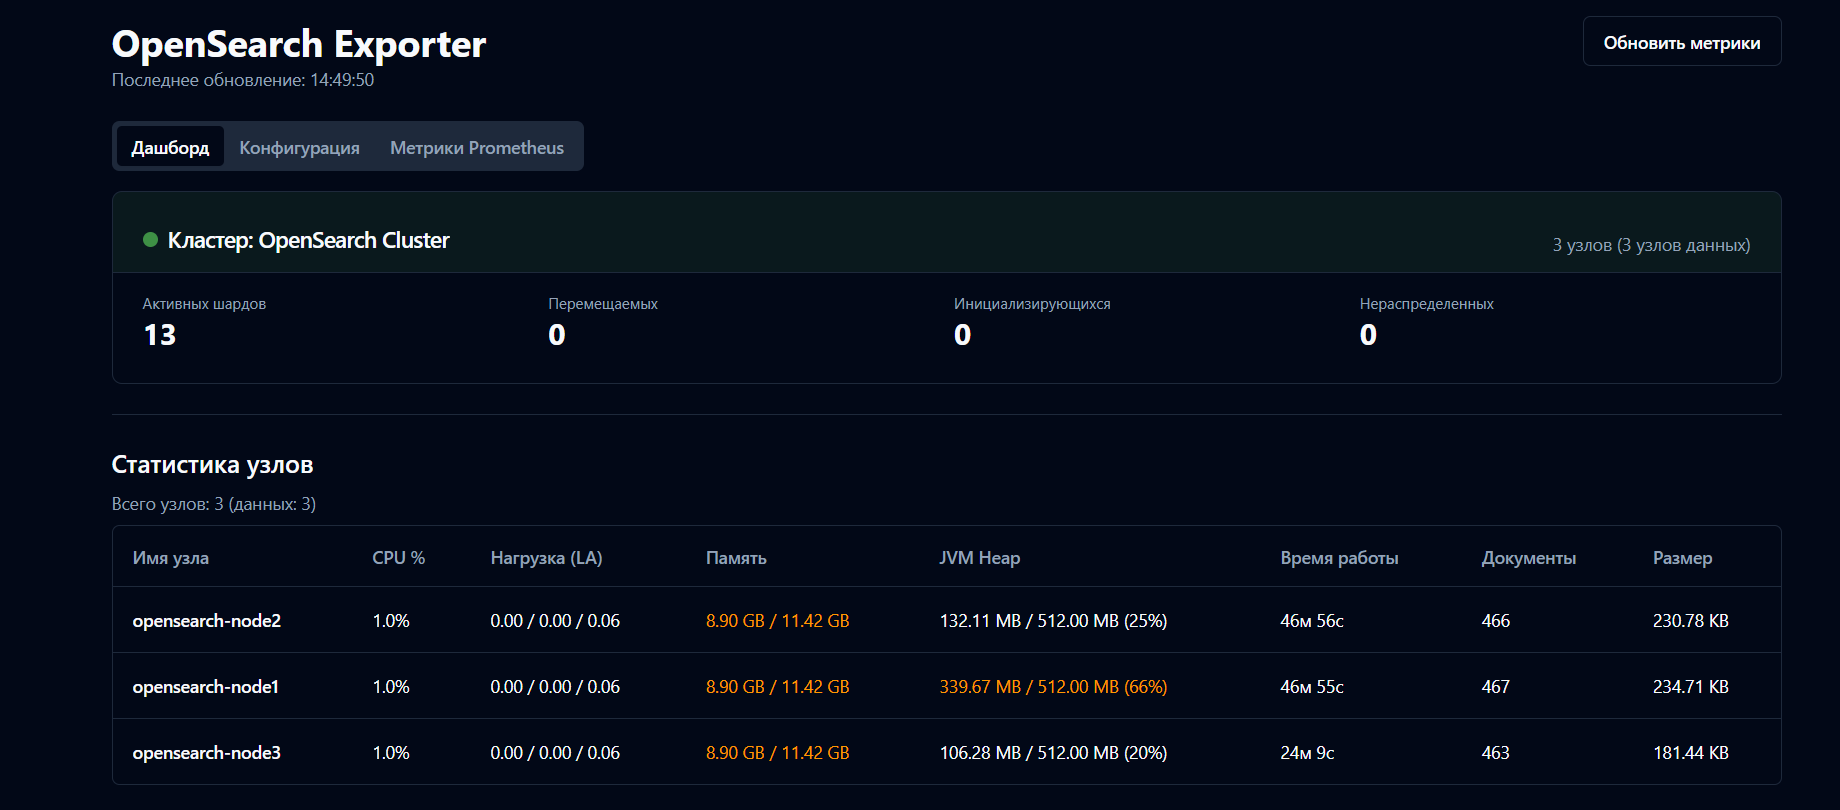 OpenSearch Exporter
Обновить метрики
Последнее обновление: 14:49:50
Дашборд Конфигурация Метрики Prometheus
Кластер: OpenSearch Cluster
3 узлов (3 узлов данных)
Активных шардов Перемещаемых Инициализирующихся Нераспределенных
13 0 0 0
Статистика узлов
Всего узлов: 3 (данных: 3)
Имя узла CPU % Нагрузка (LA) Память JVM Heap Время работы Документы Размер
opensearch-node2 1.0% 0.00 / 0.00 / 0.06 8.90 GB / 11.42 GB 132.11 MB / 512.00 MB (25%) 46м 56с 466 230.78 KB
opensearch-node1 1.0% 0.00 / 0.00 / 0.06 8.90 GB / 11.42 GB 339.67 MB / 512.00 MB (66%) 46м 55с 467 234.71 KB
opensearch-node3 1.0% 0.00 / 0.00 / 0.06 8.90 GB / 11.42 GB 106.28 MB / 512.00 MB (20%) 24м 9с 463 181.44 KB